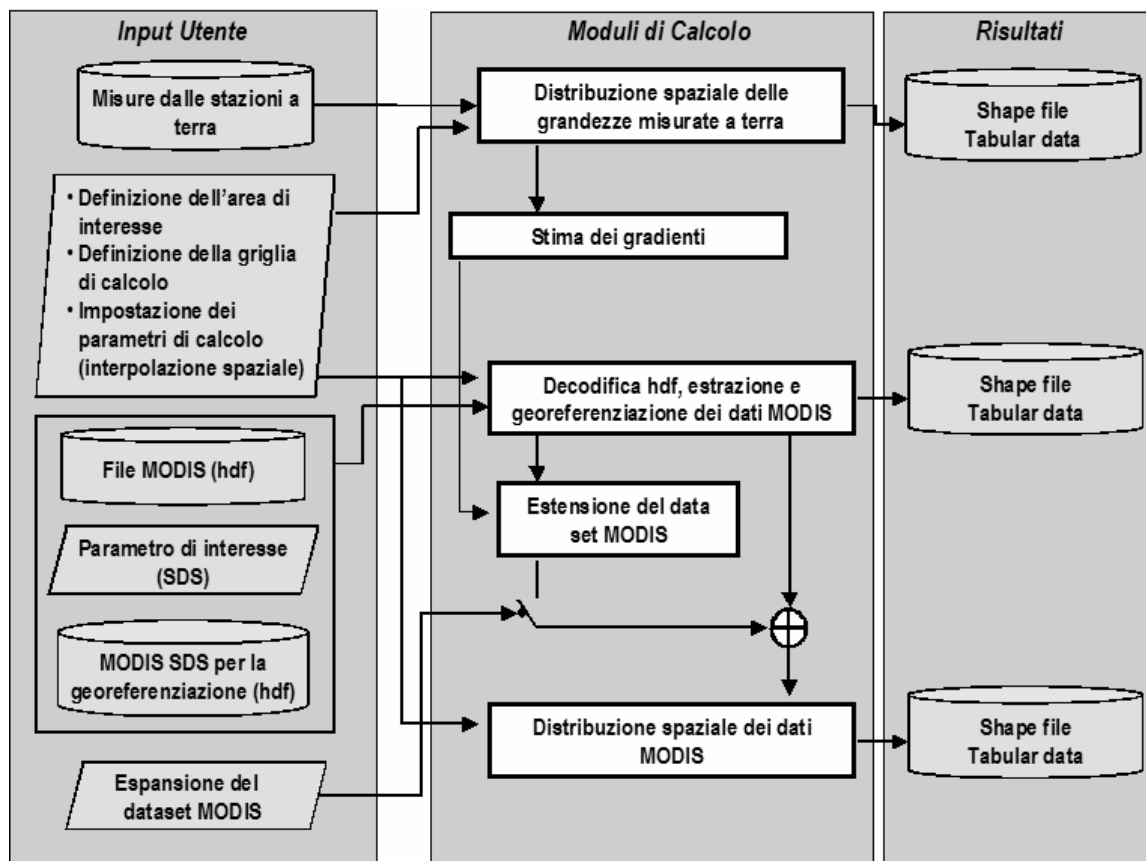 Input Utente
Misure dalle stazioni a
terra
• Definizione dell'area di
interesse
• Definizione della griglia
di calcolo
• Impostazione dei
parametri di calcolo
(interpolazione spaziale)
File MODIS (hdf)
Parametro di interesse
(SDS)
MODIS SDS per la
georeferenziazione (hdf)
Espansione del
dataset MODIS
Moduli di Calcolo
Distribuzione spaziale delle
grandezze misurate a terra
Stima dei gradienti
Decodifica hdf, estrazione e
georeferenziazione dei dati MODIS
Estensione del data
set MODIS
Distribuzione spaziale dei dati
MODIS
Risultati
Shape file
Tabular data
Shape file
Tabular data
Shape file
Tabular data